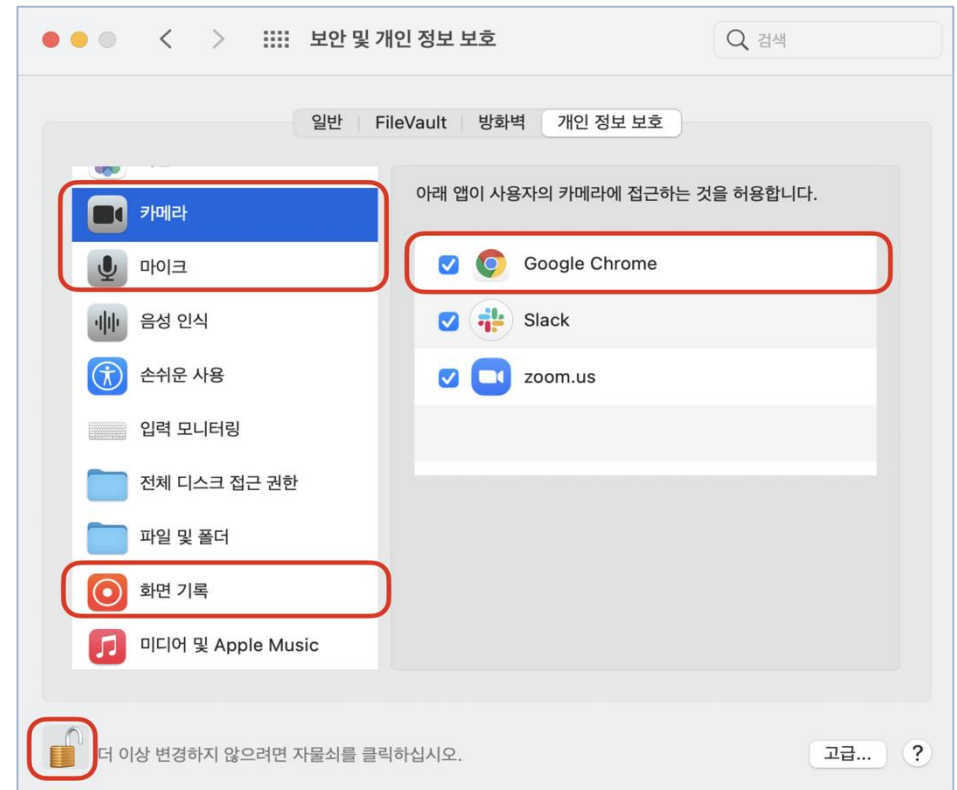 보안 및 개인 정보 보호
검색
일반
FileVault
방화벽
개인 정보 보호
카메라
마이크
음성 인식
손쉬운 사용
입력 모니터링
전체 디스크 접근 권한
파일 및 폴더
화면 기록
미디어 및 Apple Music
아래 앱이 사용자의 카메라에 접근하는 것을 허용합니다.
Google Chrome
Slack
zoom.us
더 이상 변경하지 않으려면 자물쇠를 클릭하십시오.
고급...
?